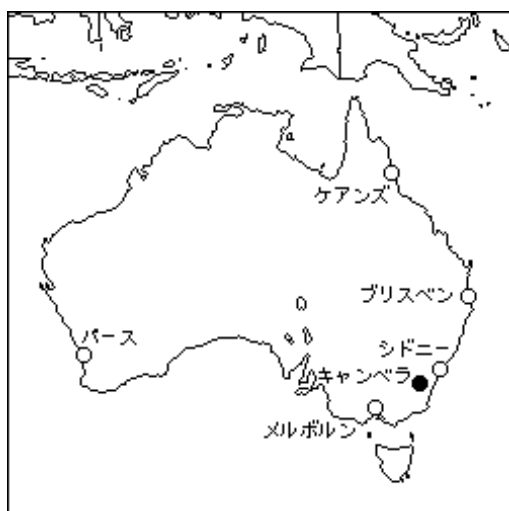 ケアンズ
ブリスベン
パース
シドニー
キャンベラ
メルボルン